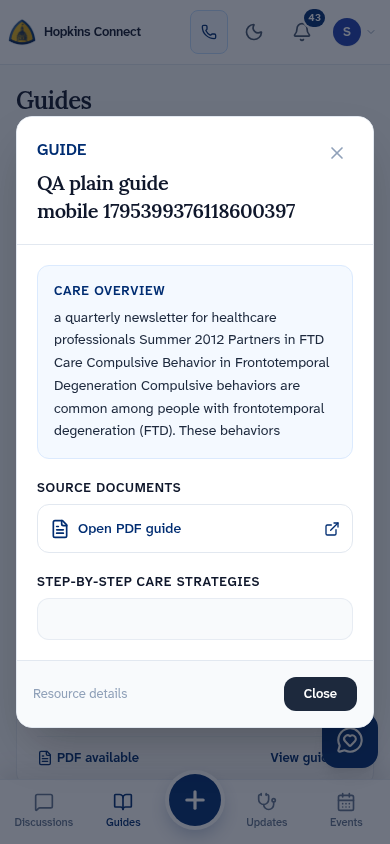 Hopkins Connect
43
S
Guides
GUIDE
QA plain guide
mobile 1795399376118600397
CARE OVERVIEW
a quarterly newsletter for healthcare
professionals Summer 2012 Partners in FTD
Care Compulsive Behavior in Frontotemporal
Degeneration Compulsive behaviors are
common among people with frontotemporal
degeneration (FTD). These behaviors
SOURCE DOCUMENTS
Open PDF guide
STEP-BY-STEP CARE STRATEGIES
Resource details
Close
PDF available
View
Discussions
Guides
Updates
Events